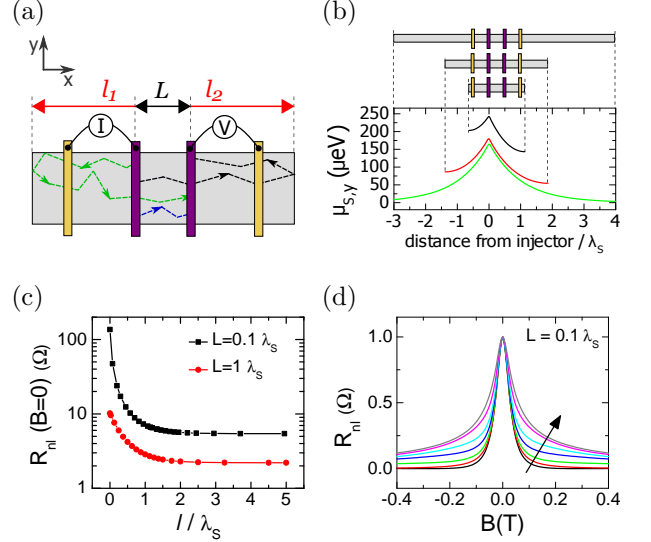 (a)
y
x
l1 L l2
I V
(b)
μS,y (μeV)
250
200
150
100
50
0
-3 -2 -1 0 1 2 3 4
distance from injector / λS
(c)
Rnl (B=0) (Ω)
100
10
1
L=0.1 λS
L=1 λS
0 1 2 3 4 5
l / λS
(d)
Rnl (Ω)
1.0
0.5
0.0
L = 0.1 λS
-0.4 -0.2 0.0 0.2 0.4
B(T)